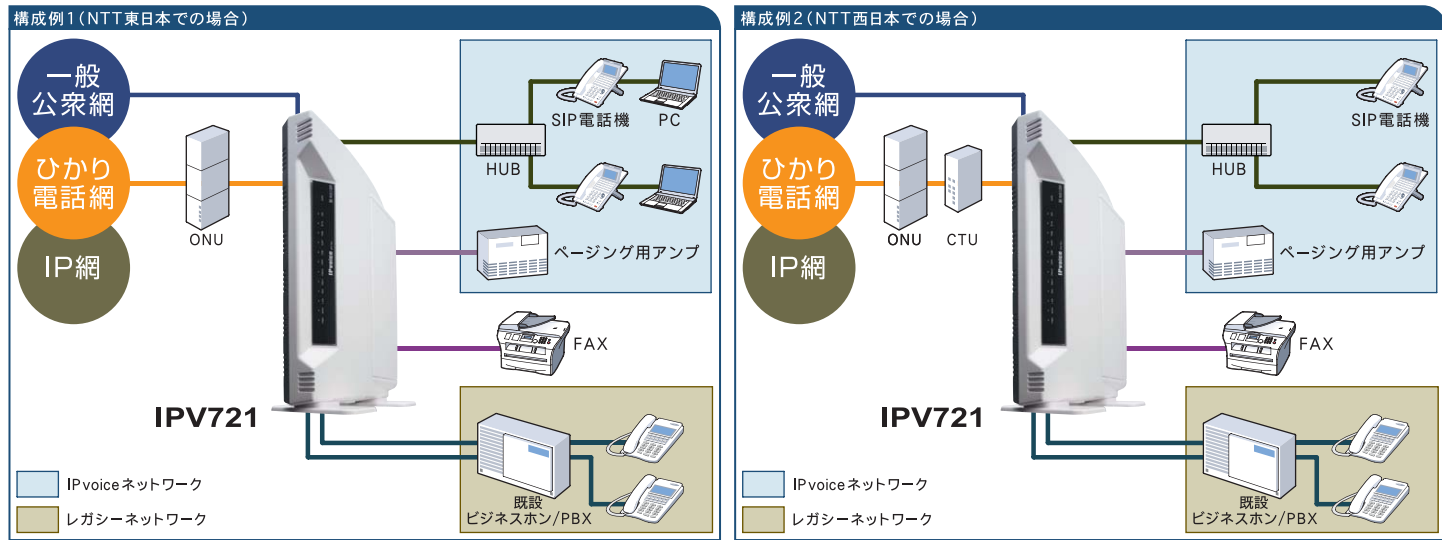 構成例1(NTT東日本での場合)
一般
公衆網
ひかり
電話網
IP網
ONU
SIP電話機
PC
HUB
ページング用アンプ
FAX
IPvoice
IPV721
既設
ビジネスホン/PBX
IPvoiceネットワーク
レガシーネットワーク
構成例2(NTT西日本での場合)
一般
公衆網
ひかり
電話網
IP網
ONU
CTU
SIP電話機
HUB
ページング用アンプ
FAX
IPvoice
IPV721
既設
ビジネスホン/PBX
IPvoiceネットワーク
レガシーネットワーク